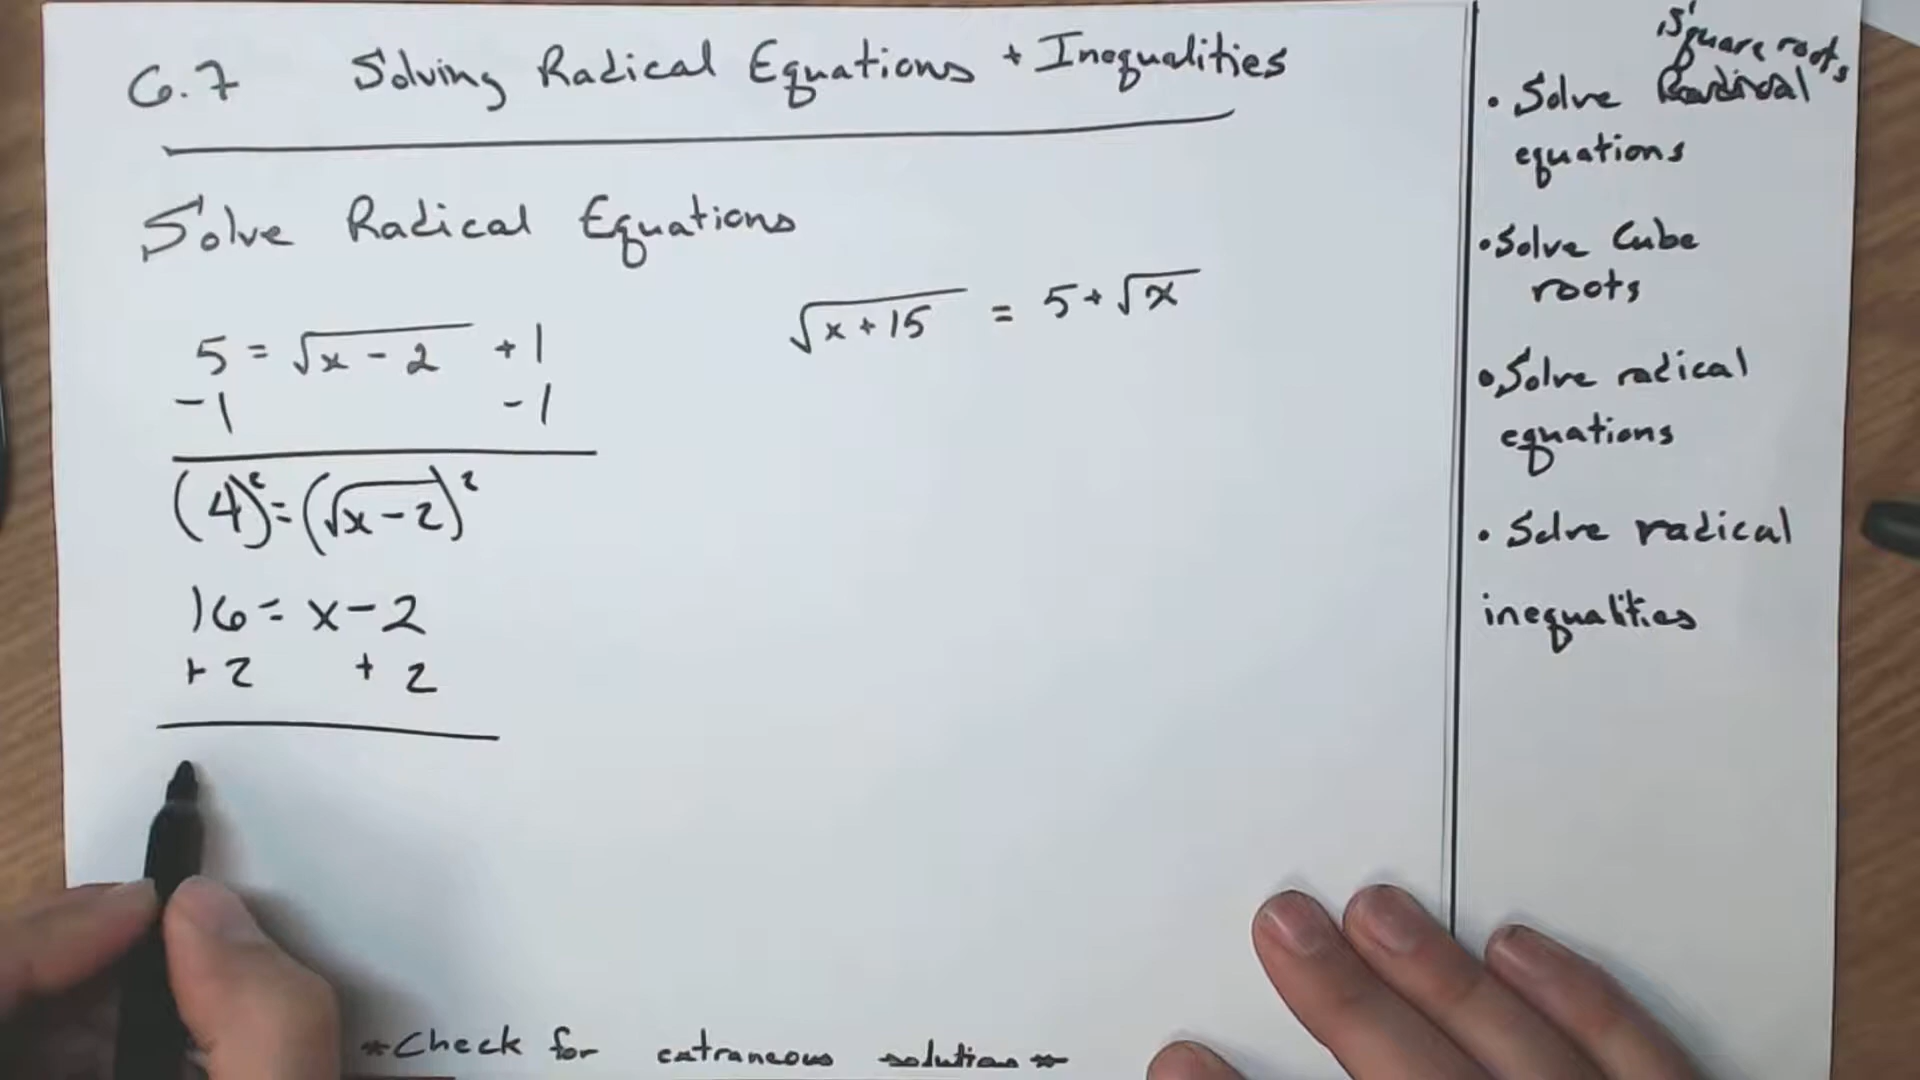 6.7 Solving Radical Equations + Inequalities
Solve Radical Equations
5 = √x - 2 + 1
-1 -1
(4)² = (√x-2)²
16 = x - 2
+ 2 + 2
√x + 15 = 5 + √x
*Check for extraneous solutions*
Square roots
• Solve Radical
equations
• Solve Cube
roots
• Solve radical
equations
• Solve radical
inequalities